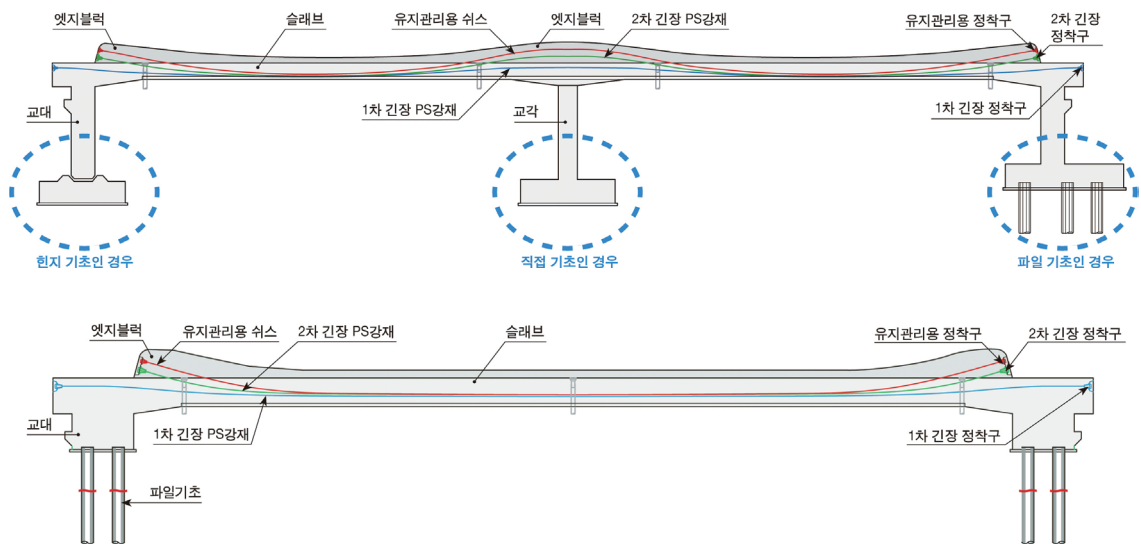 엣지블럭
슬래브
유지관리용 쉬스
엣지블럭
2차 긴장 PS강재
유지관리용 정착구
2차 긴장
정착구
1차 긴장 PS강재
교대
교각
1차 긴장 정착구
힌지 기초인 경우
직접 기초인 경우
파일 기초인 경우
엣지블럭
유지관리용 쉬스
2차 긴장 PS강재
슬래브
유지관리용 정착구
2차 긴장 정착구
교대
1차 긴장 PS강재
1차 긴장 정착구
파일기초